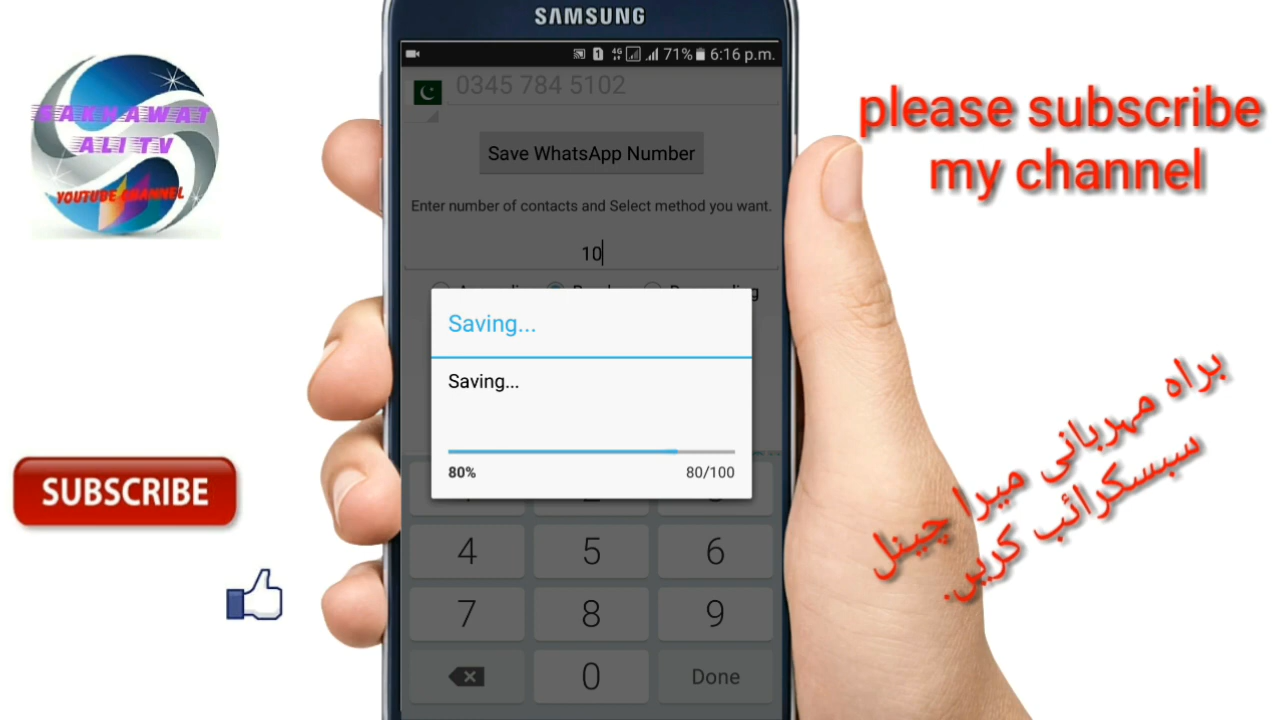 SAMSUNG
4G 71% 6:16 p.m.
0345 784 5102
Save WhatsApp Number
Enter number of contacts and Select method you want.
10
Saving...
Saving...
80% 80/100
4 5 6
7 8 9
0 Done
SAKHAWAT
ALI TV
YOUTUBE CHANNEL
SUBSCRIBE
please subscribe
my channel
براہ مہربانی میرا چینل
سبسکرائب کریں.